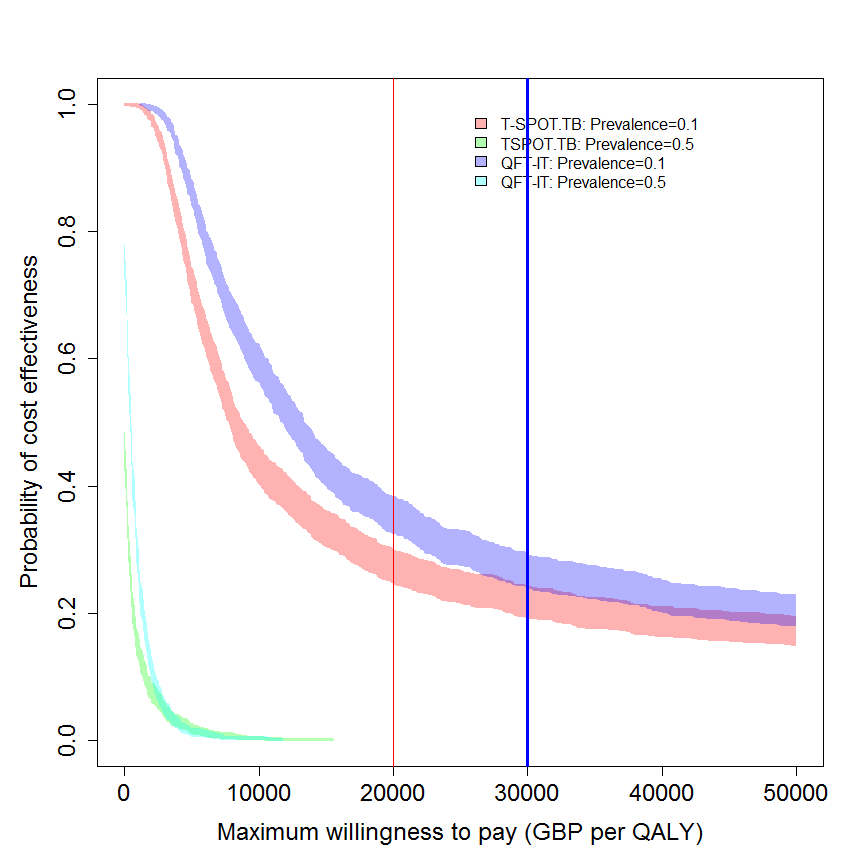 T-SPOT.TB: Prevalence=0.1
TSPOT.TB: Prevalence=0.5
QFT-IT: Prevalence=0.1
QFT-IT: Prevalence=0.5
Probability of cost effectiveness
1.0
0.8
0.6
0.4
0.2
0.0
0 10000 20000 30000 40000 50000
Maximum willingness to pay (GBP per QALY)